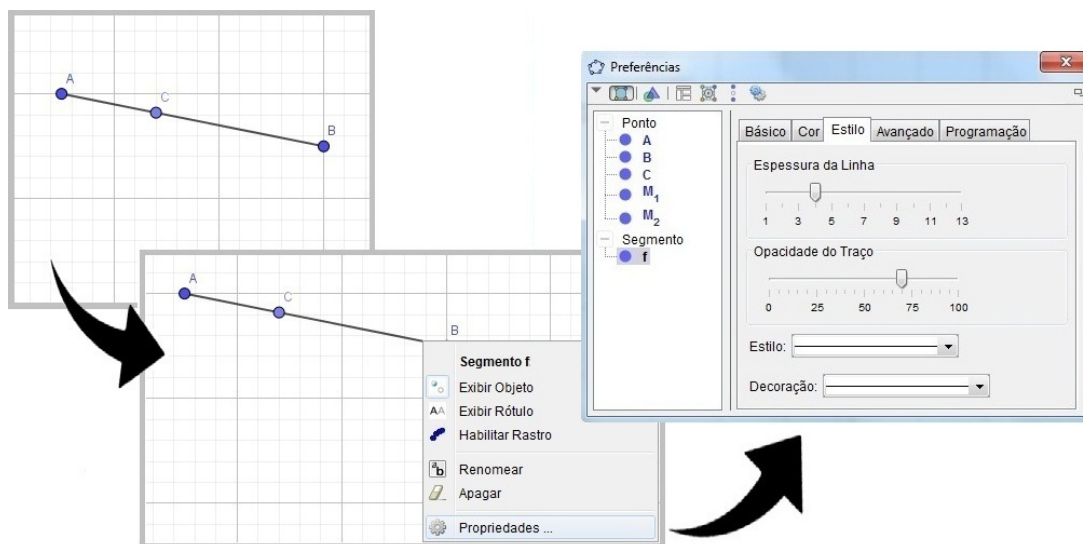 A
C
B
A
C
B
Segmento f
Exibir Objeto
AA Exibir Rótulo
Habilitar Rastro
ab Renomear
Apagar
Propriedades ...
Preferências
Ponto
A
B
C
M1
M2
Segmento
f
Básico Cor Estilo Avançado Programação
Espessura da Linha
1 3 5 7 9 11 13
Opacidade do Traço
0 25 50 75 100
Estilo:
Decoração: